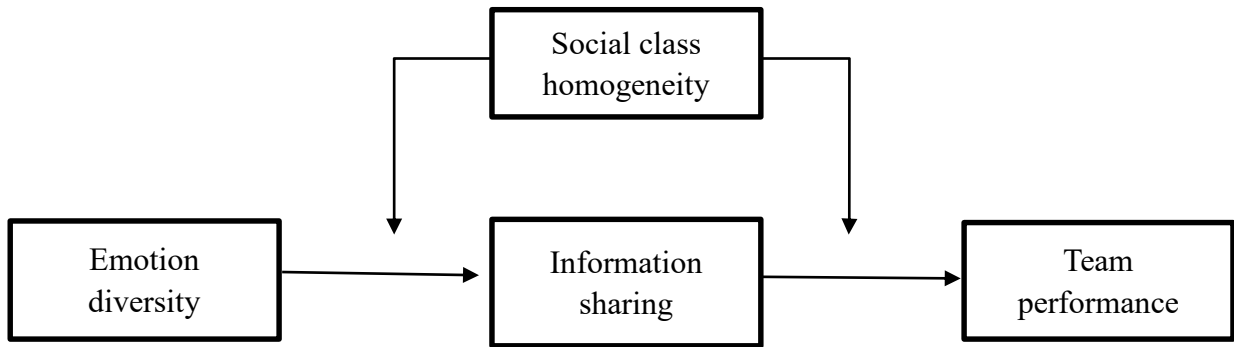 Social class
homogeneity
Emotion
diversity
Information
sharing
Team
performance